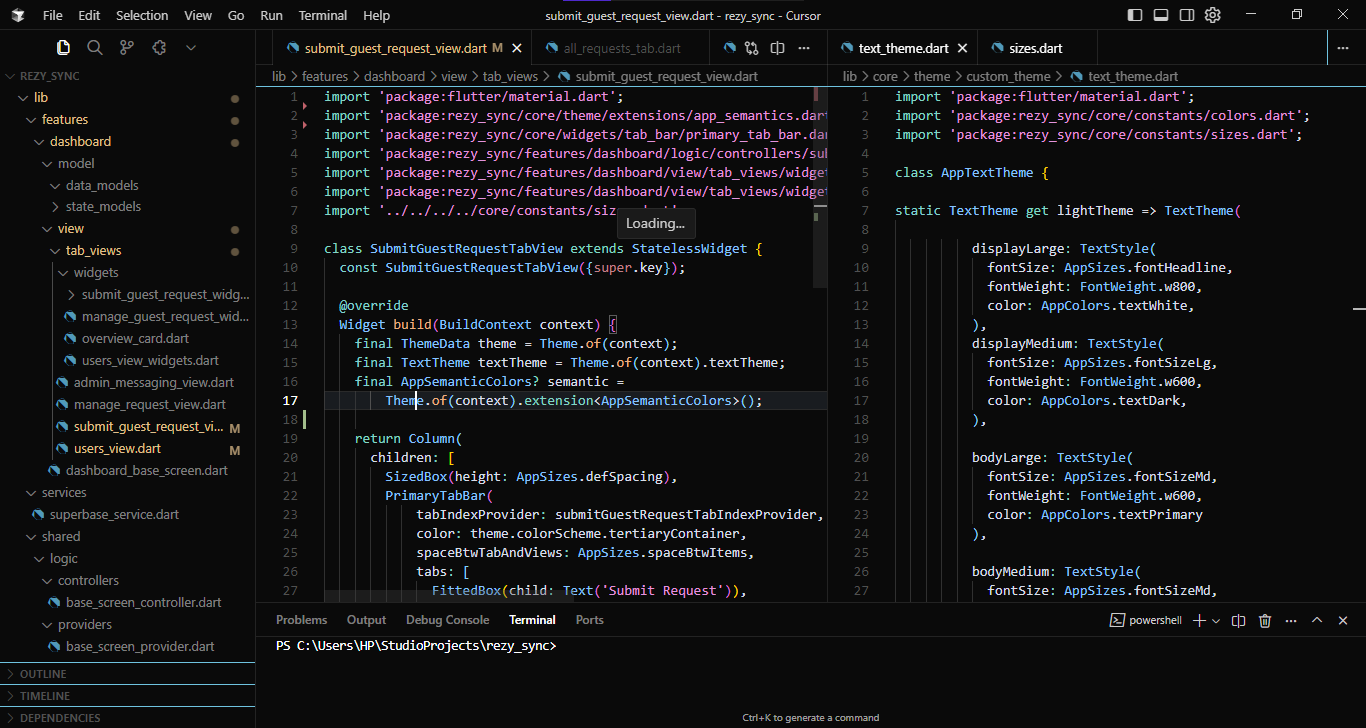 File Edit Selection View Go Run Terminal Help
submit_guest_request_view.dart - rezy_sync - Cursor
REZY_SYNC
lib
features
dashboard
model
data_models
state_models
view
tab_views
widgets
submit_guest_request_widg...
manage_guest_request_wid...
overview_card.dart
users_view_widgets.dart
admin_messaging_view.dart
manage_request_view.dart
submit_guest_request_vi... M
users_view.dart M
dashboard_base_screen.dart
services
superbase_service.dart
shared
logic
controllers
base_screen_controller.dart
providers
base_screen_provider.dart
OUTLINE
TIMELINE
DEPENDENCIES
submit_guest_request_view.dart M
all_requests_tab.dart
lib > features > dashboard > view > tab_views > submit_guest_request_view.dart
1 import 'package:flutter/material.dart';
2 import 'package:rezy_sync/core/theme/extensions/app_semantics.dart
3 import 'package:rezy_sync/core/widgets/tab_bar/primary_tab_bar.da
4 import 'package:rezy_sync/features/dashboard/logic/controllers/su
5 import 'package:rezy_sync/features/dashboard/view/tab_views/widge
6 import 'package:rezy_sync/features/dashboard/view/tab_views/widge
7 import '../../../../core/constants/siz
Loading...
8
9 class SubmitGuestRequestTabView extends StatelessWidget {
10 const SubmitGuestRequestTabView({super.key});
11
12 @override
13 Widget build(BuildContext context) {
14 final ThemeData theme = Theme.of(context);
15 final TextTheme textTheme = Theme.of(context).textTheme;
16 final AppSemanticColors? semantic =
17 Theme.of(context).extension<AppSemanticColors>();
18
19 return Column(
20 children: [
21 SizedBox(height: AppSizes.defSpacing),
22 PrimaryTabBar(
23 tabIndexProvider: submitGuestRequestTabIndexProvider,
24 color: theme.colorScheme.tertiaryContainer,
25 spaceBtwTabAndViews: AppSizes.spaceBtwItems,
26 tabs: [
27 FittedBox(child: Text('Submit Request')),
text_theme.dart
sizes.dart
lib > core > theme > custom_theme > text_theme.dart
1 import 'package:flutter/material.dart';
2 import 'package:rezy_sync/core/constants/colors.dart';
3 import 'package:rezy_sync/core/constants/sizes.dart';
4
5 class AppTextTheme {
6
7 static TextTheme get lightTheme => TextTheme(
8
9 displayLarge: TextStyle(
10 fontSize: AppSizes.fontHeadline,
11 fontWeight: FontWeight.w800,
12 color: AppColors.textWhite,
13 ),
14 displayMedium: TextStyle(
15 fontSize: AppSizes.fontSizeLg,
16 fontWeight: FontWeight.w600,
17 color: AppColors.textDark,
18 ),
19
20 bodyLarge: TextStyle(
21 fontSize: AppSizes.fontSizeMd,
22 fontWeight: FontWeight.w600,
23 color: AppColors.textPrimary
24 ),
25
26 bodyMedium: TextStyle(
27 fontSize: AppSizes.fontSizeMd,
Problems Output Debug Console Terminal Ports
powershell
PS C:\Users\HP\StudioProjects\rezy_sync>
Ctrl+K to generate a command